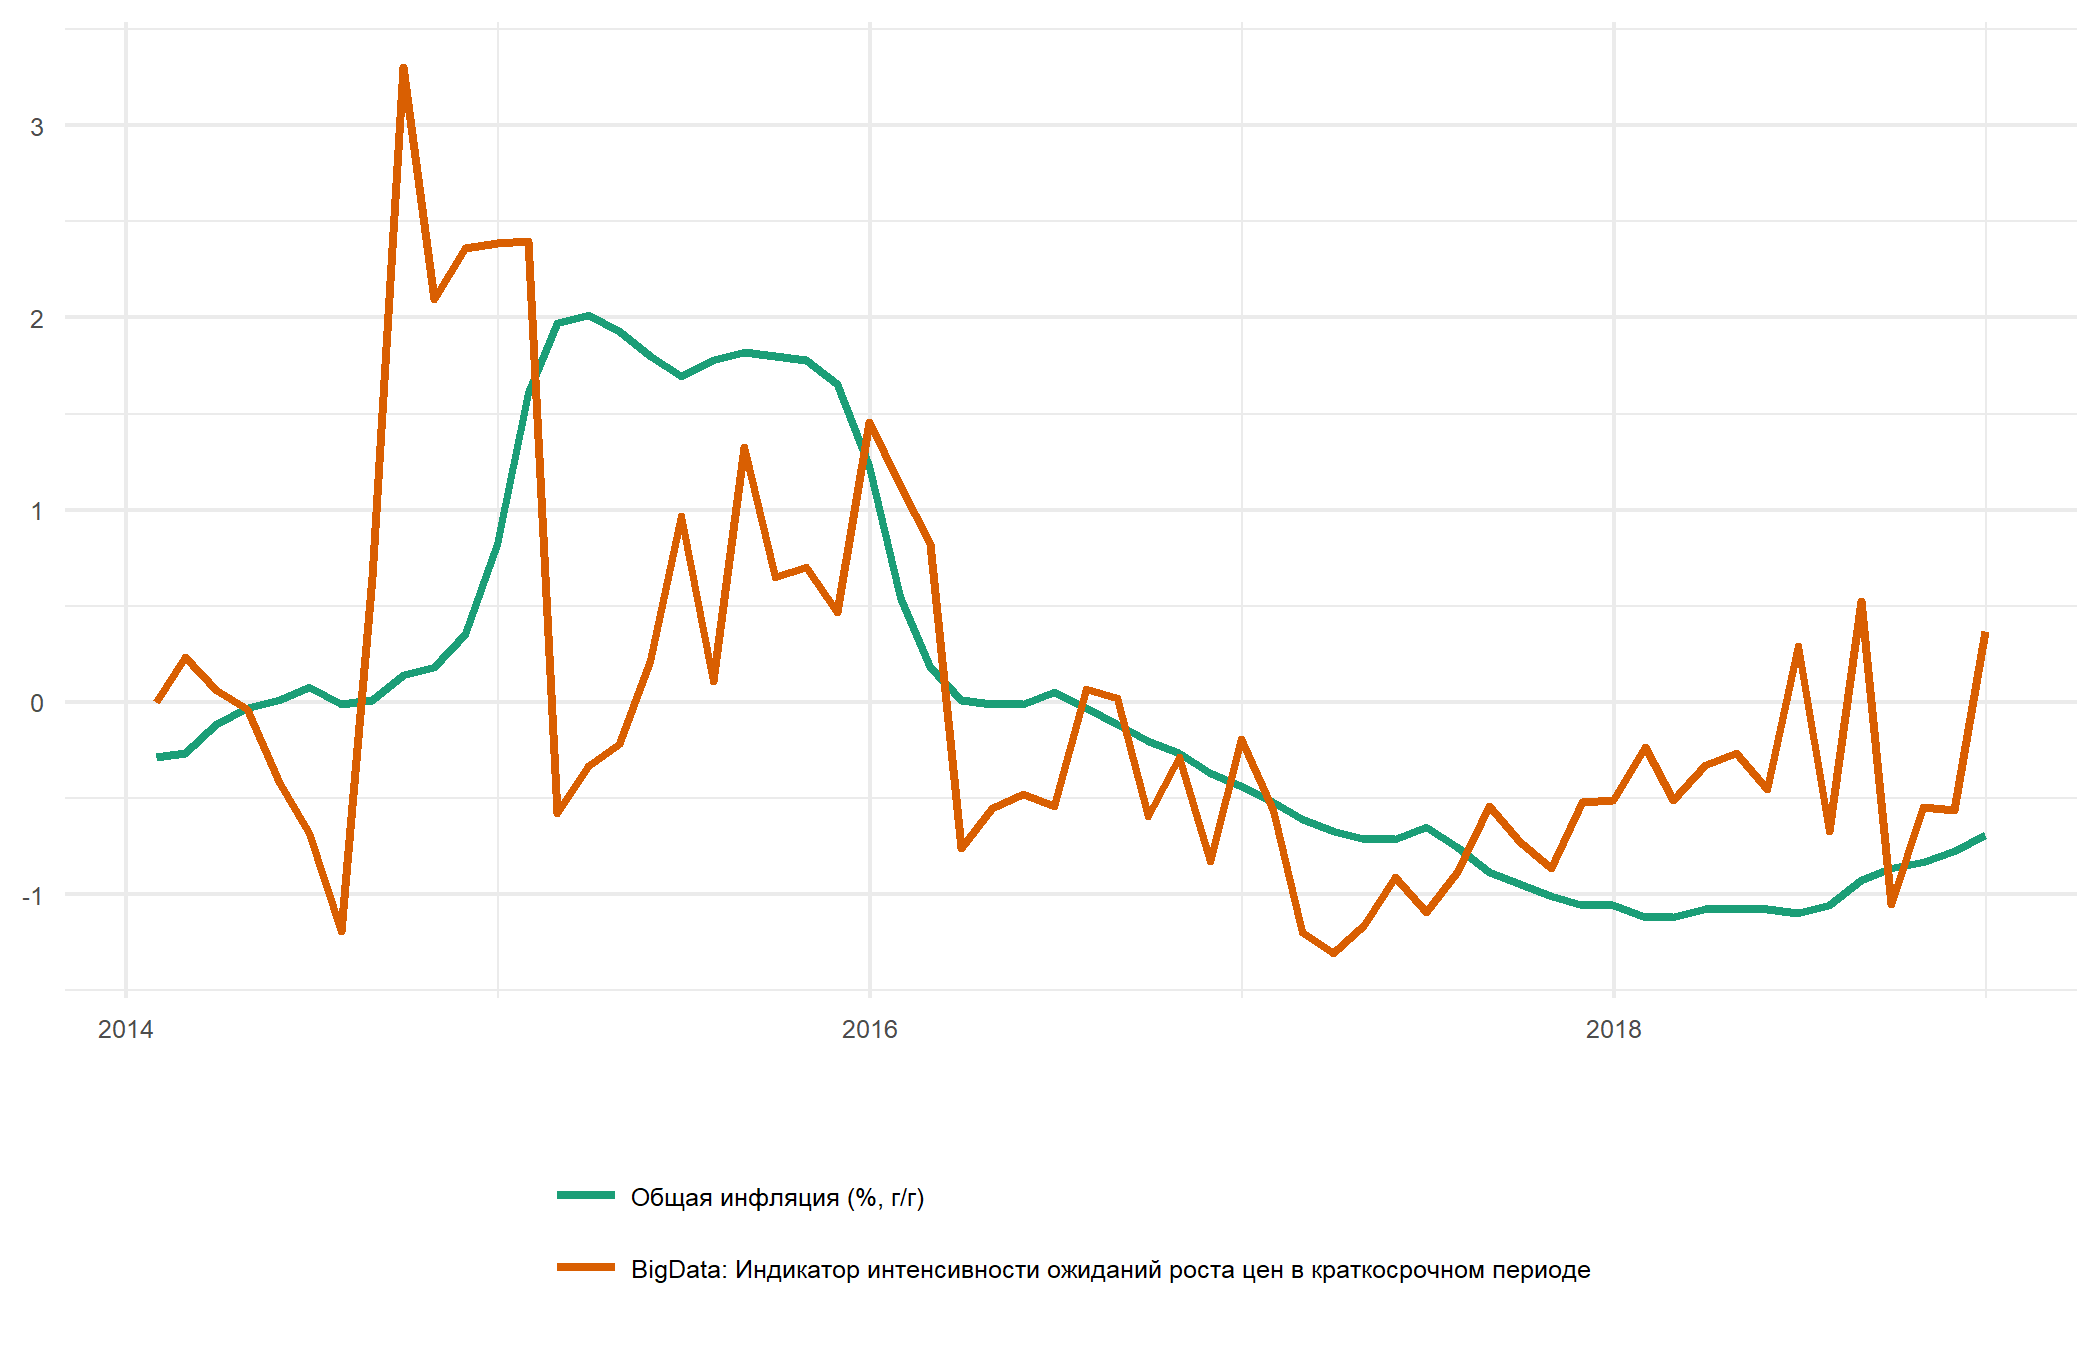 3
2
1
0
-1
2014 2016 2018
Общая инфляция (%, г/г)
BigData: Индикатор интенсивности ожиданий роста цен в краткосрочном периоде